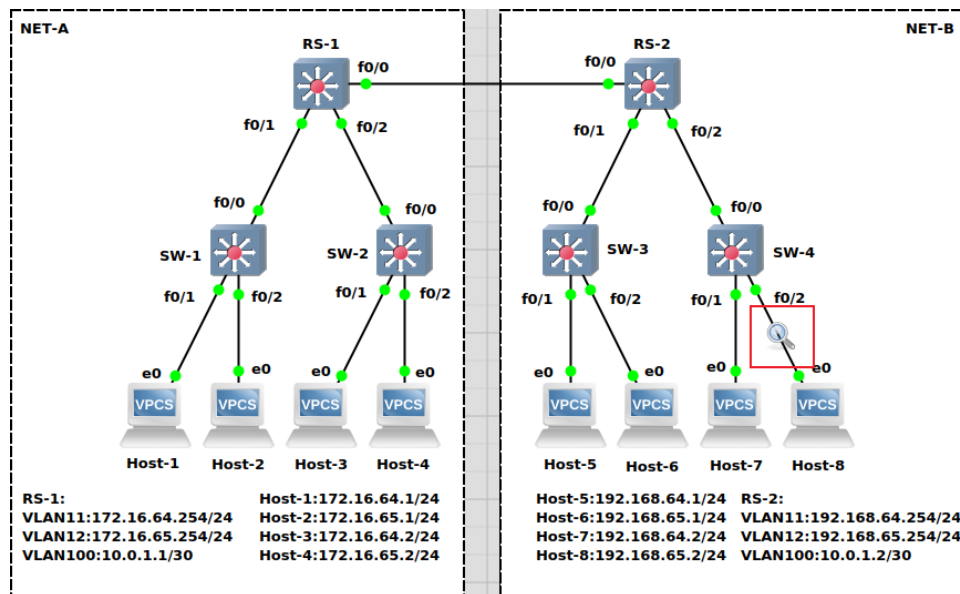 NET-A
NET-B
RS-1
RS-2
f0/0
f0/0
f0/1
f0/2
f0/1
f0/2
f0/0
f0/0
f0/0
f0/0
SW-1
SW-2
SW-3
SW-4
f0/1
f0/2
f0/1
f0/2
f0/1
f0/2
f0/1
f0/2
e0
e0
e0
e0
e0
e0
e0
e0
VPCS
VPCS
VPCS
VPCS
VPCS
VPCS
VPCS
VPCS
Host-1
Host-2
Host-3
Host-4
Host-5
Host-6
Host-7
Host-8
RS-1:
VLAN11:172.16.64.254/24
VLAN12:172.16.65.254/24
VLAN100:10.0.1.1/30
Host-1:172.16.64.1/24
Host-2:172.16.65.1/24
Host-3:172.16.64.2/24
Host-4:172.16.65.2/24
Host-5:192.168.64.1/24
Host-6:192.168.65.1/24
Host-7:192.168.64.2/24
Host-8:192.168.65.2/24
RS-2:
VLAN11:192.168.64.254/24
VLAN12:192.168.65.254/24
VLAN100:10.0.1.2/30